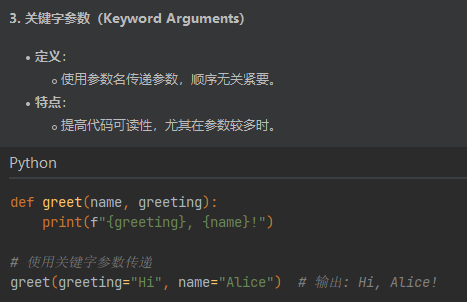 3. 关键字参数（Keyword Arguments）
• 定义：
○ 使用参数名传递参数，顺序无关紧要。
• 特点：
○ 提高代码可读性，尤其在参数较多时。
Python
def greet(name, greeting):
    print(f"{greeting}, {name}!")
# 使用关键字参数传递
greet(greeting="Hi", name="Alice")  # 输出: Hi, Alice!